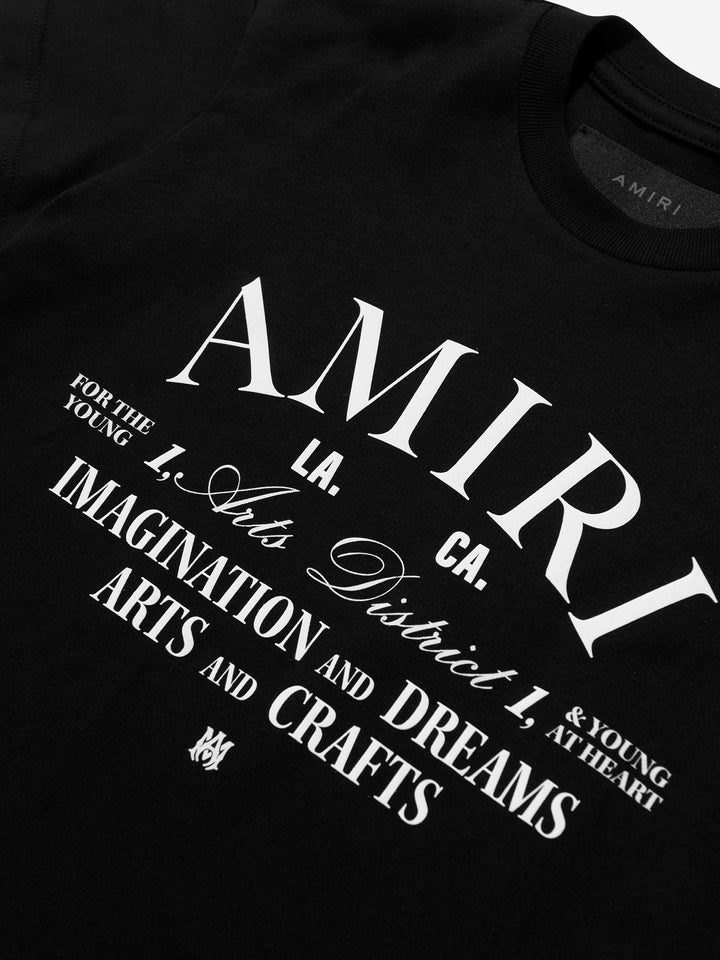 AMIRI
AMIRI
LA. CA.
FOR THE
YOUNG
1, Arts District 1,
& YOUNG
AT HEART
IMAGINATION AND DREAMS
ARTS AND CRAFTS
MA